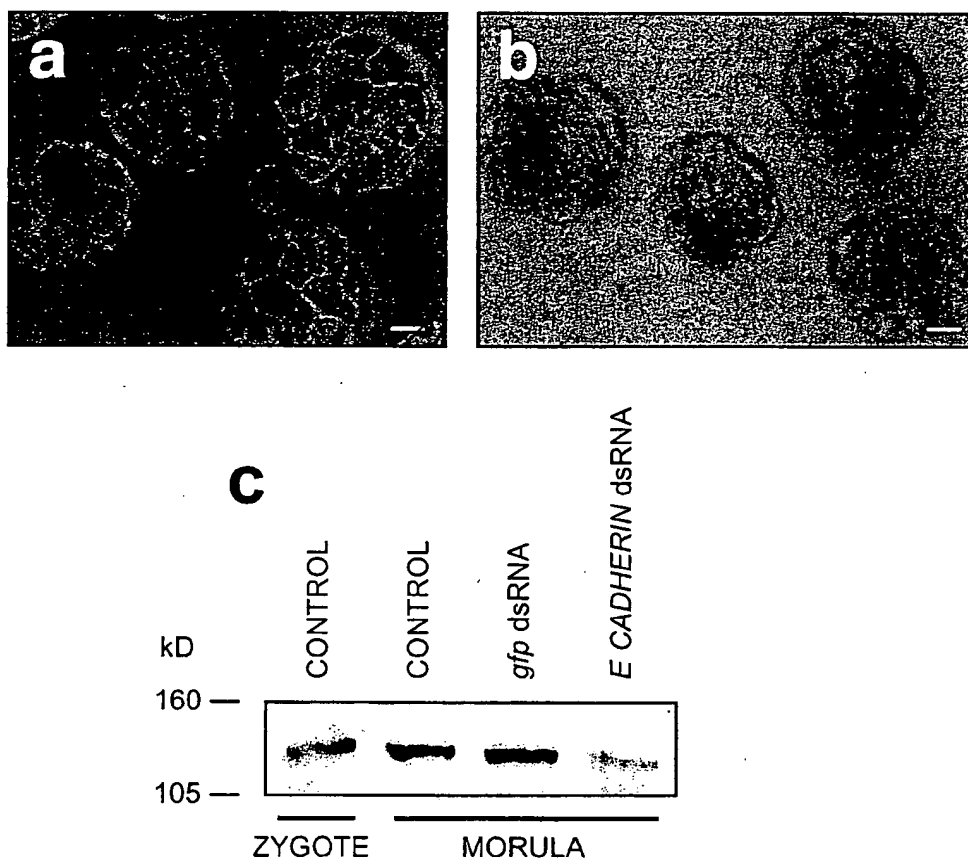 a
b
c
CONTROL
CONTROL
gfp dsRNA
E CADHERIN dsRNA
kD
160
105
ZYGOTE
MORULA